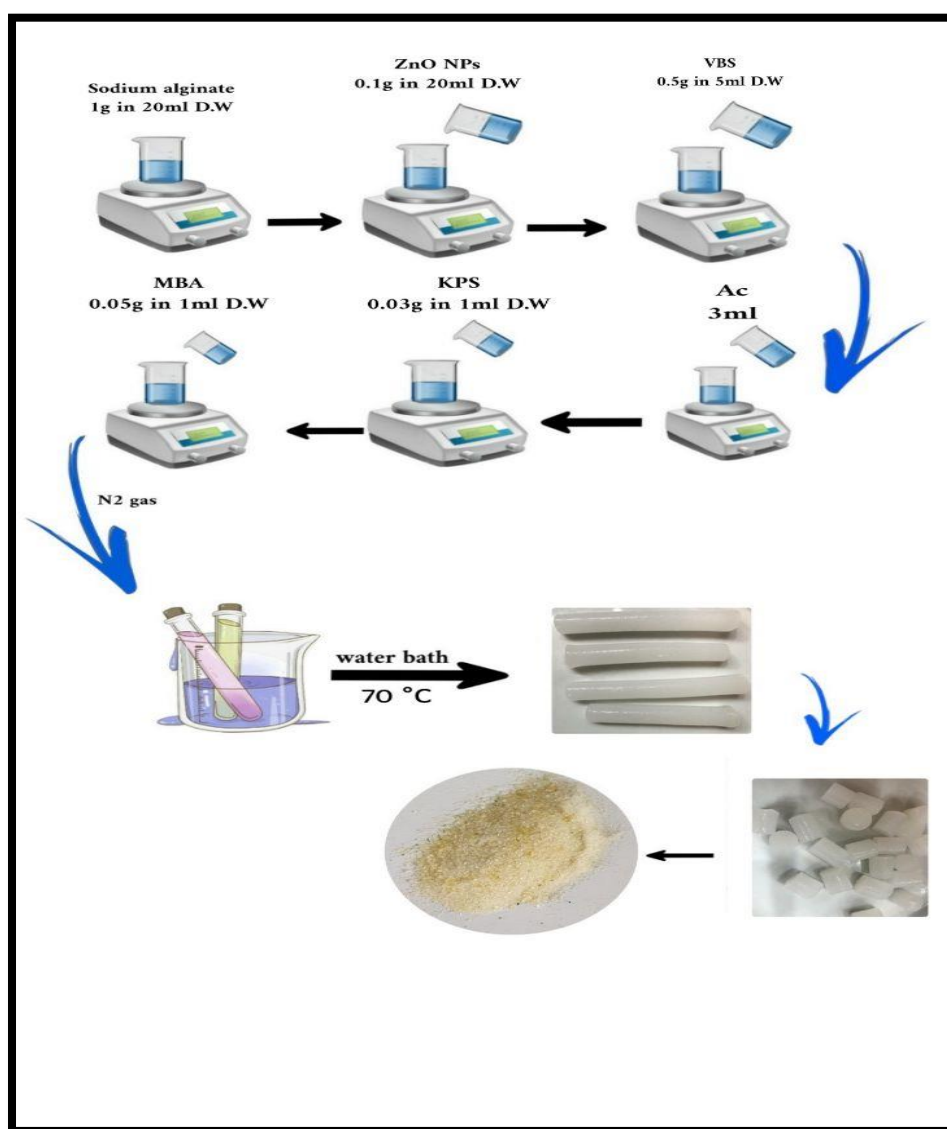 Sodium alginate
1g in 20ml D.W
ZnO NPs
0.1g in 20ml D.W
VBS
0.5g in 5ml D.W
Ac
3ml
KPS
0.03g in 1ml D.W
MBA
0.05g in 1ml D.W
N2 gas
water bath
70 °C